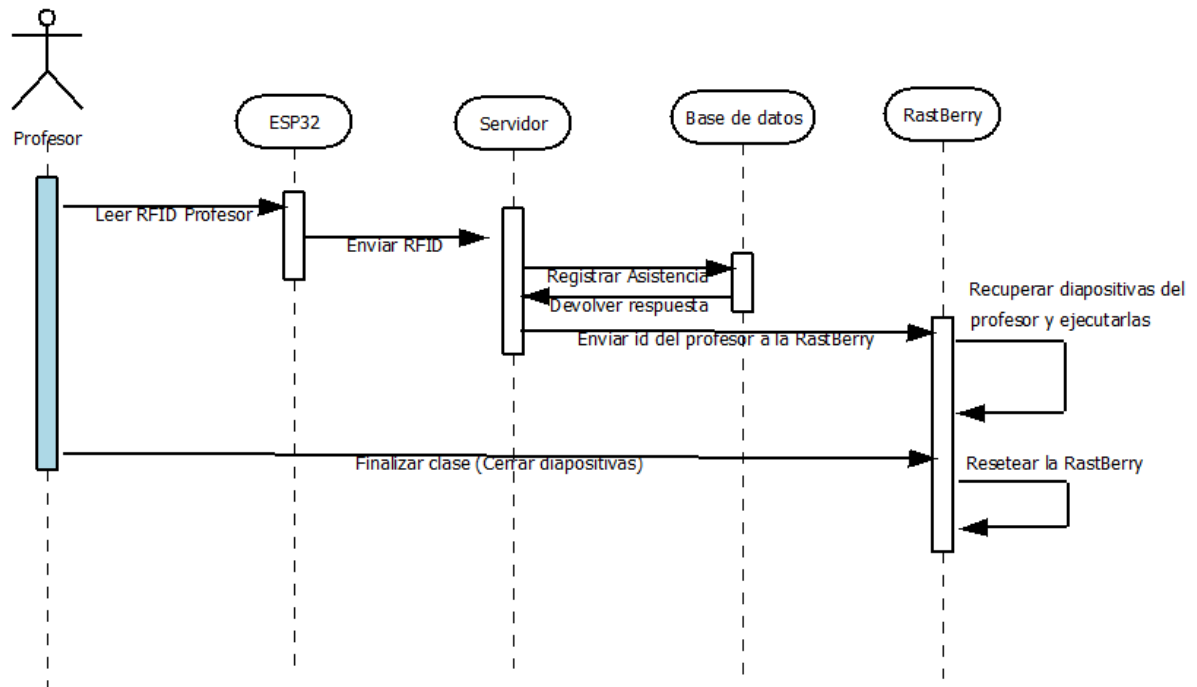 Profesor
ESP32
Servidor
Base de datos
RastBerry
Leer RFID Profesor
Enviar RFID
Registrar Asistencia
Devolver respuesta
Enviar id del profesor a la RastBerry
Recuperar diapositivas del
profesor y ejecutarlas
Finalizar clase (Cerrar diapositivas)
Resetear la RastBerry